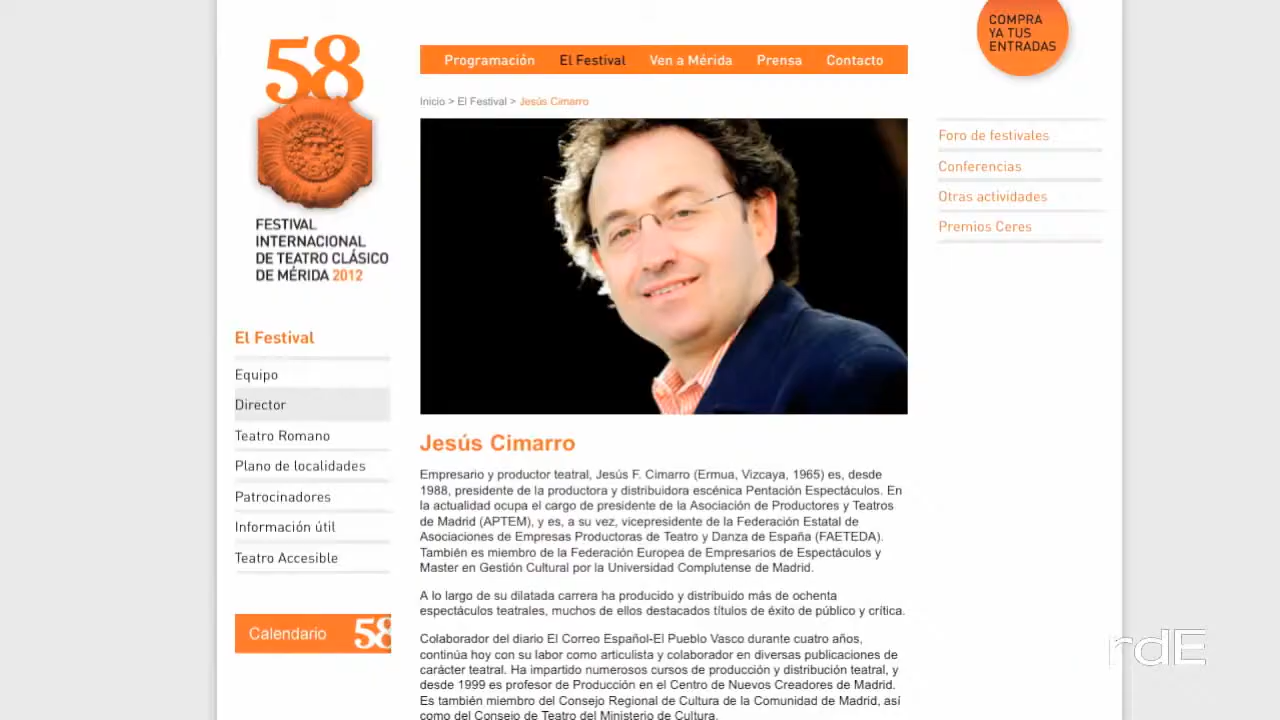 COMPRA
YA TUS
ENTRADAS
58
FESTIVAL
INTERNACIONAL
DE TEATRO CLÁSICO
DE MÉRIDA 2012
Programación El Festival Ven a Mérida Prensa Contacto
Inicio > El Festival > Jesús Cimarro
Foro de festivales
Conferencias
Otras actividades
Premios Ceres
El Festival
Equipo
Director
Teatro Romano
Plano de localidades
Patrocinadores
Información útil
Teatro Accesible
Calendario 58
Jesús Cimarro
Empresario y productor teatral, Jesús F. Cimarro (Ermua, Vizcaya, 1965) es, desde
1988, presidente de la productora y distribuidora escénica Pentación Espectáculos. En
la actualidad ocupa el cargo de presidente de la Asociación de Productores y Teatros
de Madrid (APTEM), y es, a su vez, vicepresidente de la Federación Estatal de
Asociaciones de Empresas Productoras de Teatro y Danza de España (FAETEDA).
También es miembro de la Federación Europea de Empresarios de Espectáculos y
Master en Gestión Cultural por la Universidad Complutense de Madrid.
A lo largo de su dilatada carrera ha producido y distribuido más de ochenta
espectáculos teatrales, muchos de ellos destacados títulos de éxito de público y crítica.
Colaborador del diario El Correo Español-El Pueblo Vasco durante cuatro años,
continúa hoy con su labor como articulista y colaborador en diversas publicaciones de
carácter teatral. Ha impartido numerosos cursos de producción y distribución teatral, y
desde 1999 es profesor de Producción en el Centro de Nuevos Creadores de Madrid.
Es también miembro del Consejo Regional de Cultura de la Comunidad de Madrid, así
como del Consejo de Teatro del Ministerio de Cultura.
rdE